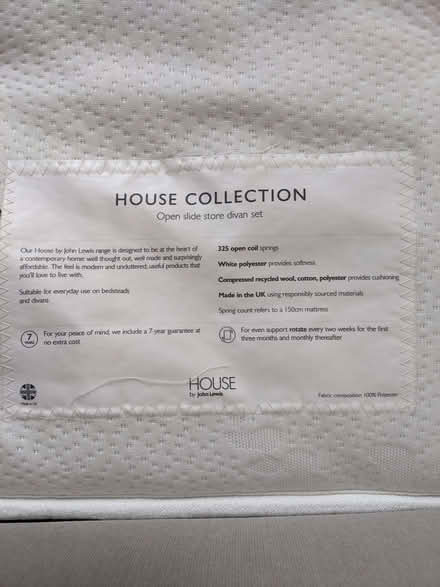 HOUSE COLLECTION
Open slide store divan set
Our House by John Lewis range is designed to be at the heart of
a contemporary home: well thought out, well made and surprisingly
affordable. The feel is modern and uncluttered; useful products that
you'll love to live with.
Suitable for everyday use on bedsteads
and divans
7
For your peace of mind, we include a 7-year guarantee at
no extra cost
325 open coil springs
White polyester provides softness
Compressed recycled wool, cotton, polyester provides cushioning
Made in the UK using responsibly sourced materials
Spring count refers to a 150cm mattress
For even support rotate every two weeks for the first
three months and monthly thereafter
HOUSE
by John Lewis
Fabric composition 100% Polyester